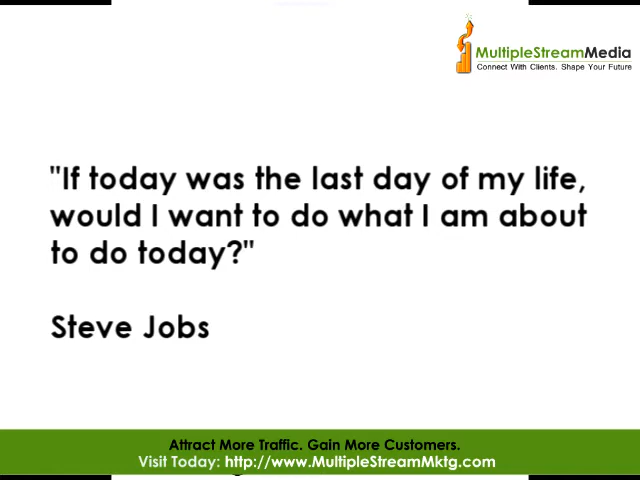 MultipleStreamMedia
Connect With Clients. Shape Your Future
"If today was the last day of my life,
would I want to do what I am about
to do today?"
Steve Jobs
Attract More Traffic. Gain More Customers.
Visit Today: http://www.MultipleStreamMktg.com